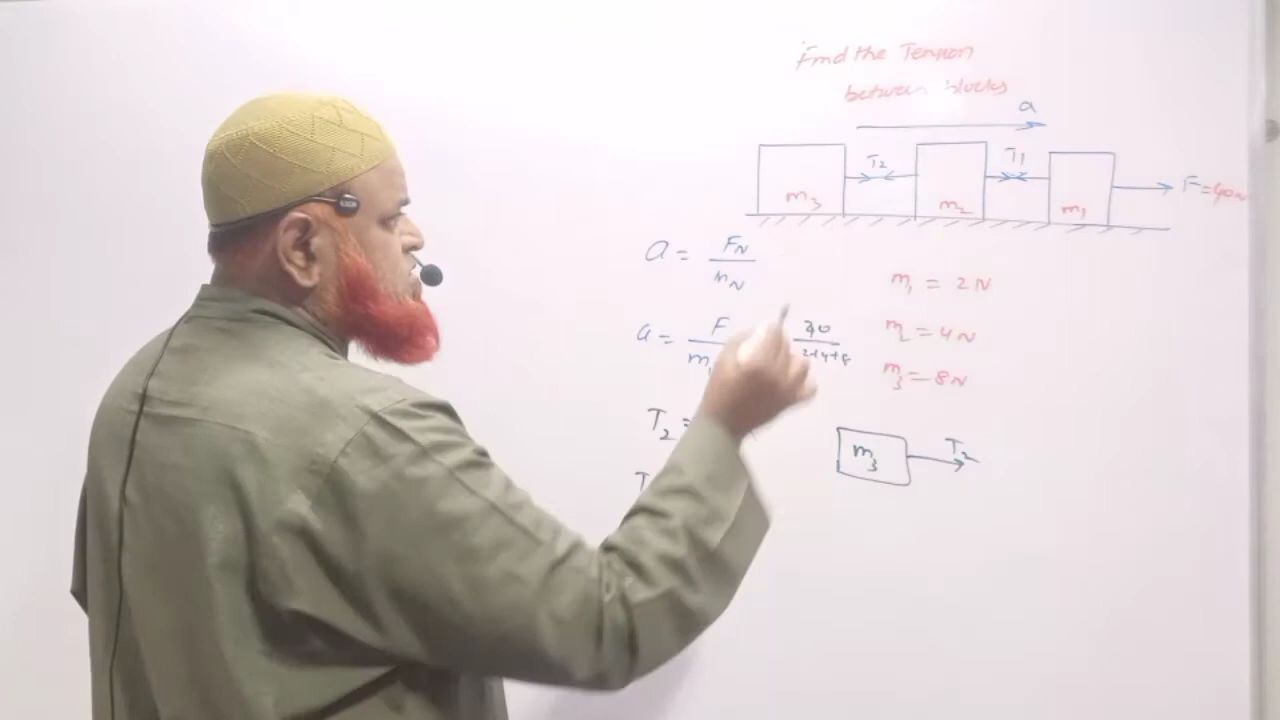 Find the Tension
between blocks
a
T2 T1
m3 m2 m1 F=40N
a = FN / mN
m1 = 2N
a = F / m1 40 / 2+4+8
m2 = 4N
m3 = 8N
T2 =
m3 T2
T